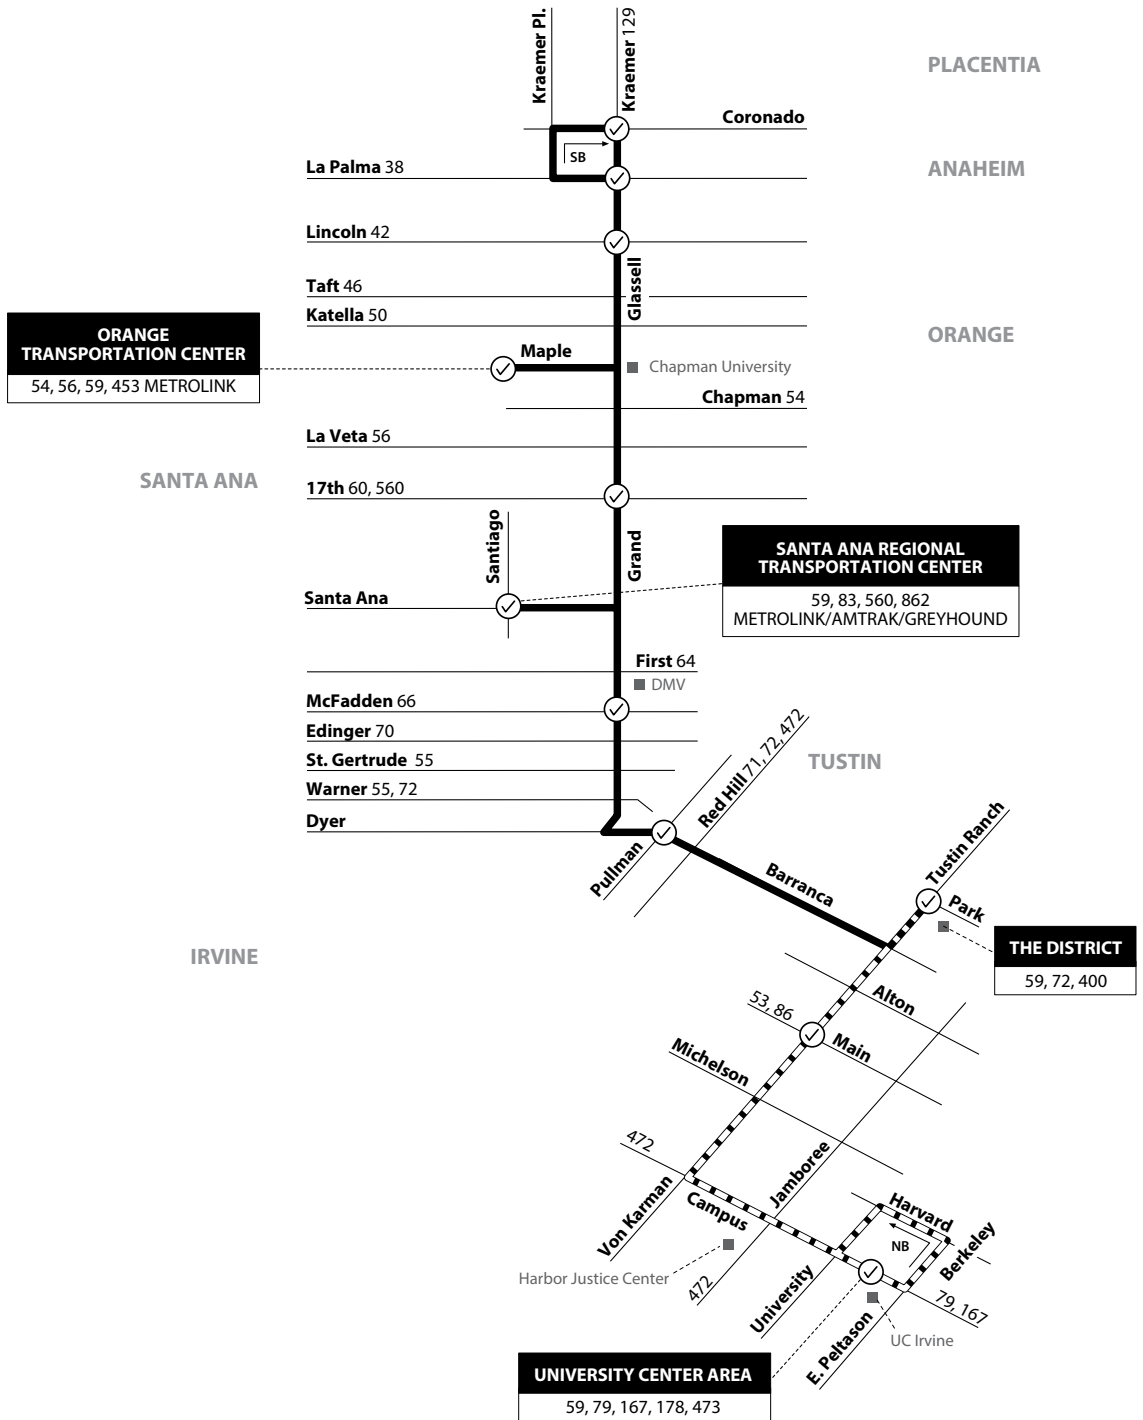 Kraemer Pl.
Kraemer 129
PLACENTIA
Coronado
SB
La Palma 38
ANAHEIM
Lincoln 42
Glassell
Taft 46
Katella 50
ORANGE
ORANGE
TRANSPORTATION CENTER
54, 56, 59, 453 METROLINK
Maple
Chapman University
Chapman 54
La Veta 56
SANTA ANA
17th 60, 560
Santiago
Grand
SANTA ANA REGIONAL
TRANSPORTATION CENTER
59, 83, 560, 862
METROLINK/AMTRAK/GREYHOUND
Santa Ana
First 64
DMV
McFadden 66
Edinger 70
St. Gertrude 55
Warner 55, 72
Dyer
Pullman
Red Hill 71, 72, 472
TUSTIN
Barranca
Tustin Ranch
Park
IRVINE
THE DISTRICT
59, 72, 400
Alton
53, 86
Main
Michelson
472
Von Karman
Campus
Jamboree
472
Harbor Justice Center
Harvard
NB
Berkeley
University
79, 167
E. Peltason
UC Irvine
UNIVERSITY CENTER AREA
59, 79, 167, 178, 473